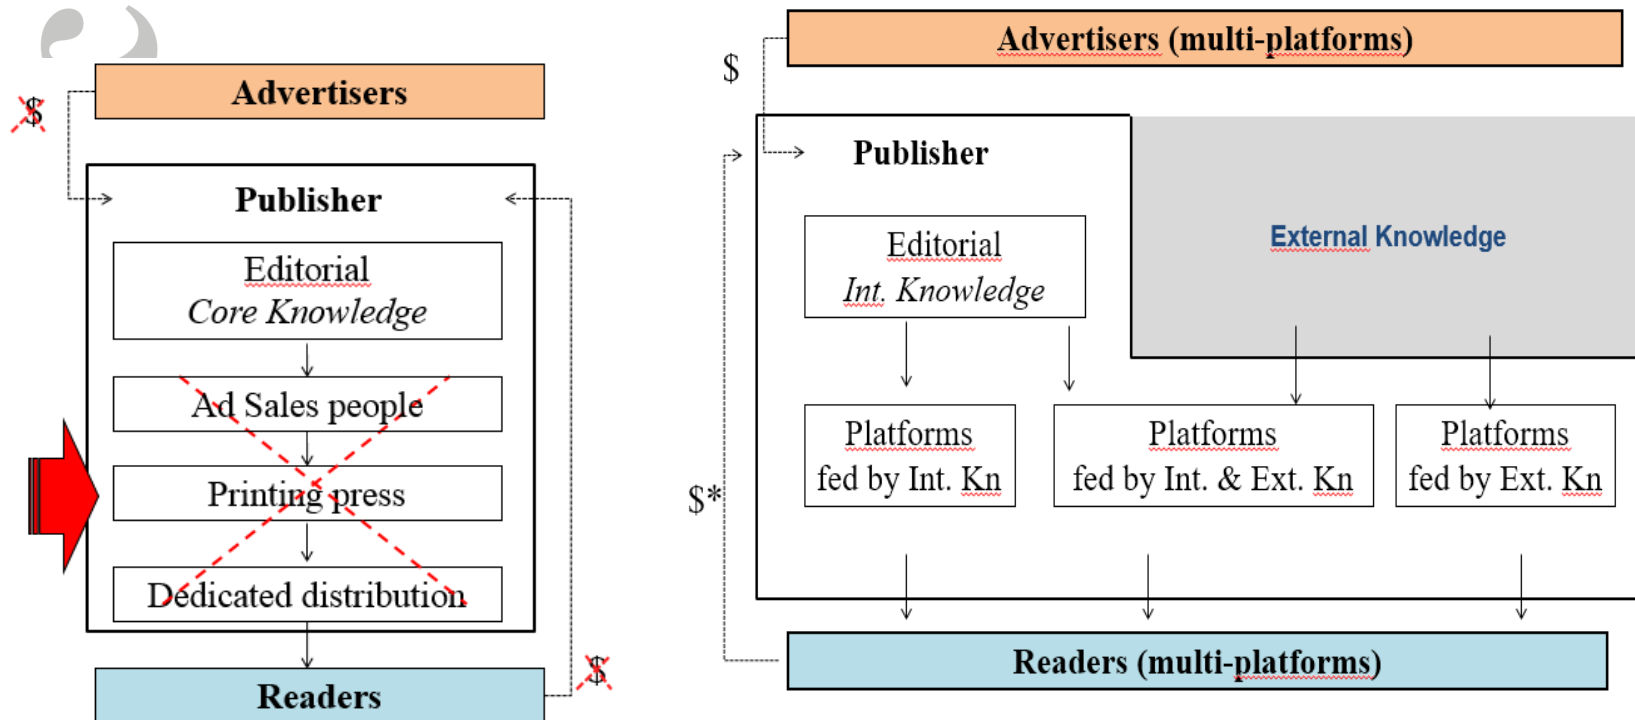 Advertisers
$
Publisher
Editorial
Core Knowledge
Ad Sales people
Printing press
Dedicated distribution
$
Readers
Advertisers (multi-platforms)
$
Publisher
External Knowledge
Editorial
Int. Knowledge
Platforms
fed by Int. Kn
Platforms
fed by Int. & Ext. Kn
Platforms
fed by Ext. Kn
$*
Readers (multi-platforms)